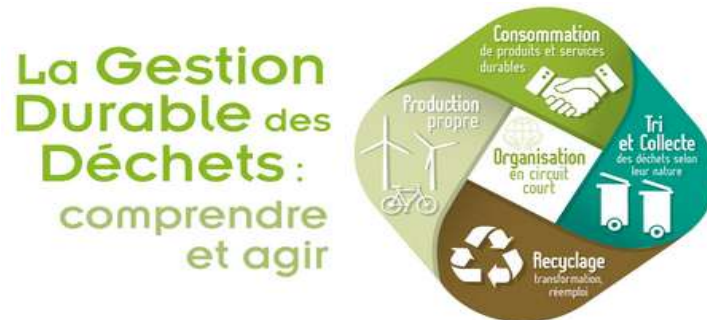 La Gestion
Durable des
Déchets :
comprendre
et agir
Consommation
de produits et services
durables
Production
propre
Organisation
en circuit
court
Tri
et Collecte
des déchets selon
leur nature
Recyclage
transformation,
réemploi